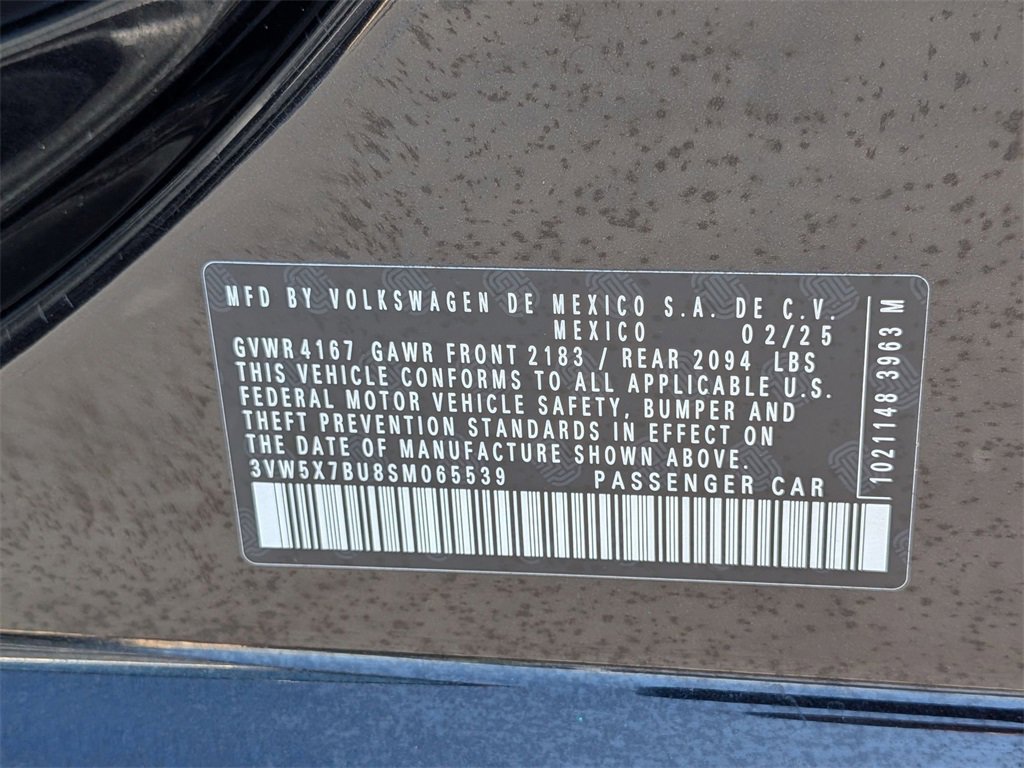 MFD BY VOLKSWAGEN DE MEXICO S.A. DE C.V.
MEXICO 02/25
GVWR 4167 GAWR FRONT 2183 / REAR 2094 LBS
THIS VEHICLE CONFORMS TO ALL APPLICABLE U.S.
FEDERAL MOTOR VEHICLE SAFETY, BUMPER AND
THEFT PREVENTION STANDARDS IN EFFECT ON
THE DATE OF MANUFACTURE SHOWN ABOVE.
3VW5X7BU8SM065539 PASSENGER CAR
1021148 3963 M